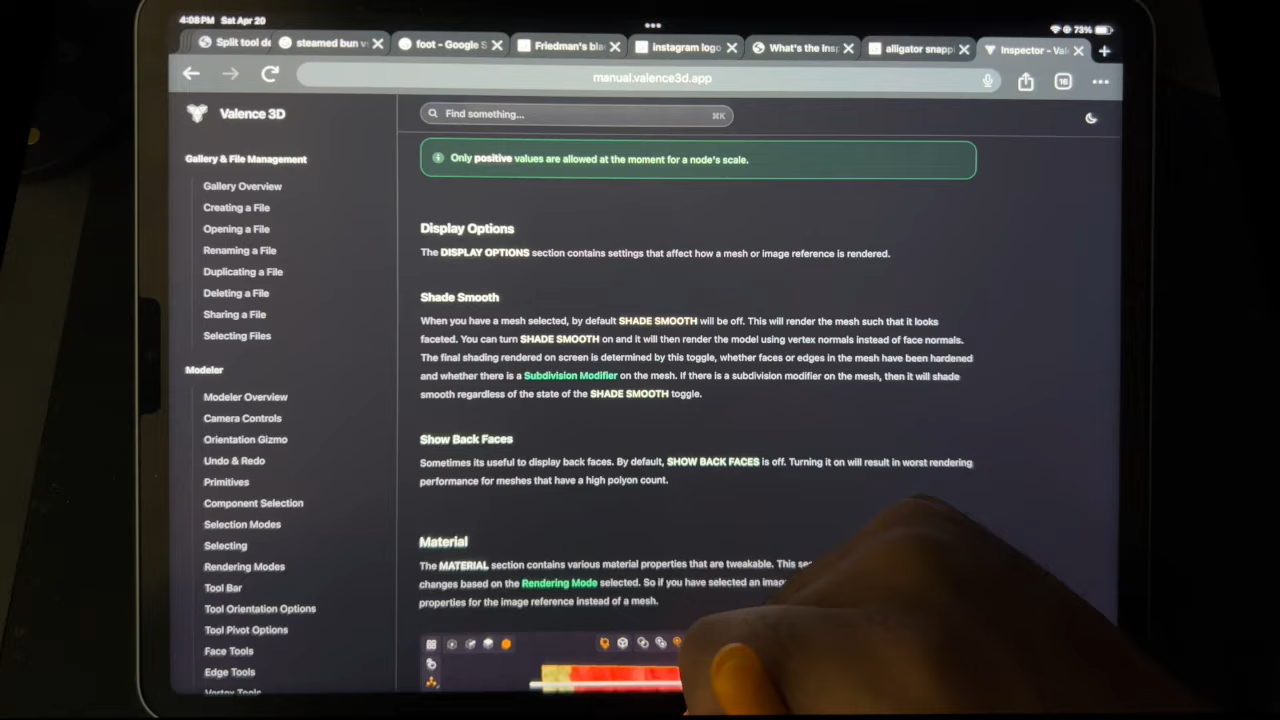 4:08 PM Sat Apr 20
73%
Split tool de
steamed bun v
foot - Google S
Friedman's bla
instagram logo
What's the Insp
alligator snapp
Inspector - Val
manual.valence3d.app
16
Valence 3D
Find something...
⌘K
Gallery & File Management
Gallery Overview
Creating a File
Opening a File
Renaming a File
Duplicating a File
Deleting a File
Sharing a File
Selecting Files
Modeler
Modeler Overview
Camera Controls
Orientation Gizmo
Undo & Redo
Primitives
Component Selection
Selection Modes
Selecting
Rendering Modes
Tool Bar
Tool Orientation Options
Tool Pivot Options
Face Tools
Edge Tools
Vertex Tools
Only positive values are allowed at the moment for a node's scale.
Display Options
The DISPLAY OPTIONS section contains settings that affect how a mesh or image reference is rendered.
Shade Smooth
When you have a mesh selected, by default SHADE SMOOTH will be off. This will render the mesh such that it looks
faceted. You can turn SHADE SMOOTH on and it will then render the model using vertex normals instead of face normals.
The final shading rendered on screen is determined by this toggle, whether faces or edges in the mesh have been hardened
and whether there is a Subdivision Modifier on the mesh. If there is a subdivision modifier on the mesh, then it will shade
smooth regardless of the state of the SHADE SMOOTH toggle.
Show Back Faces
Sometimes its useful to display back faces. By default, SHOW BACK FACES is off. Turning it on will result in worst rendering
performance for meshes that have a high polyon count.
Material
The MATERIAL section contains various material properties that are tweakable. This se
changes based on the Rendering Mode selected. So if you have selected an imag
properties for the image reference instead of a mesh.